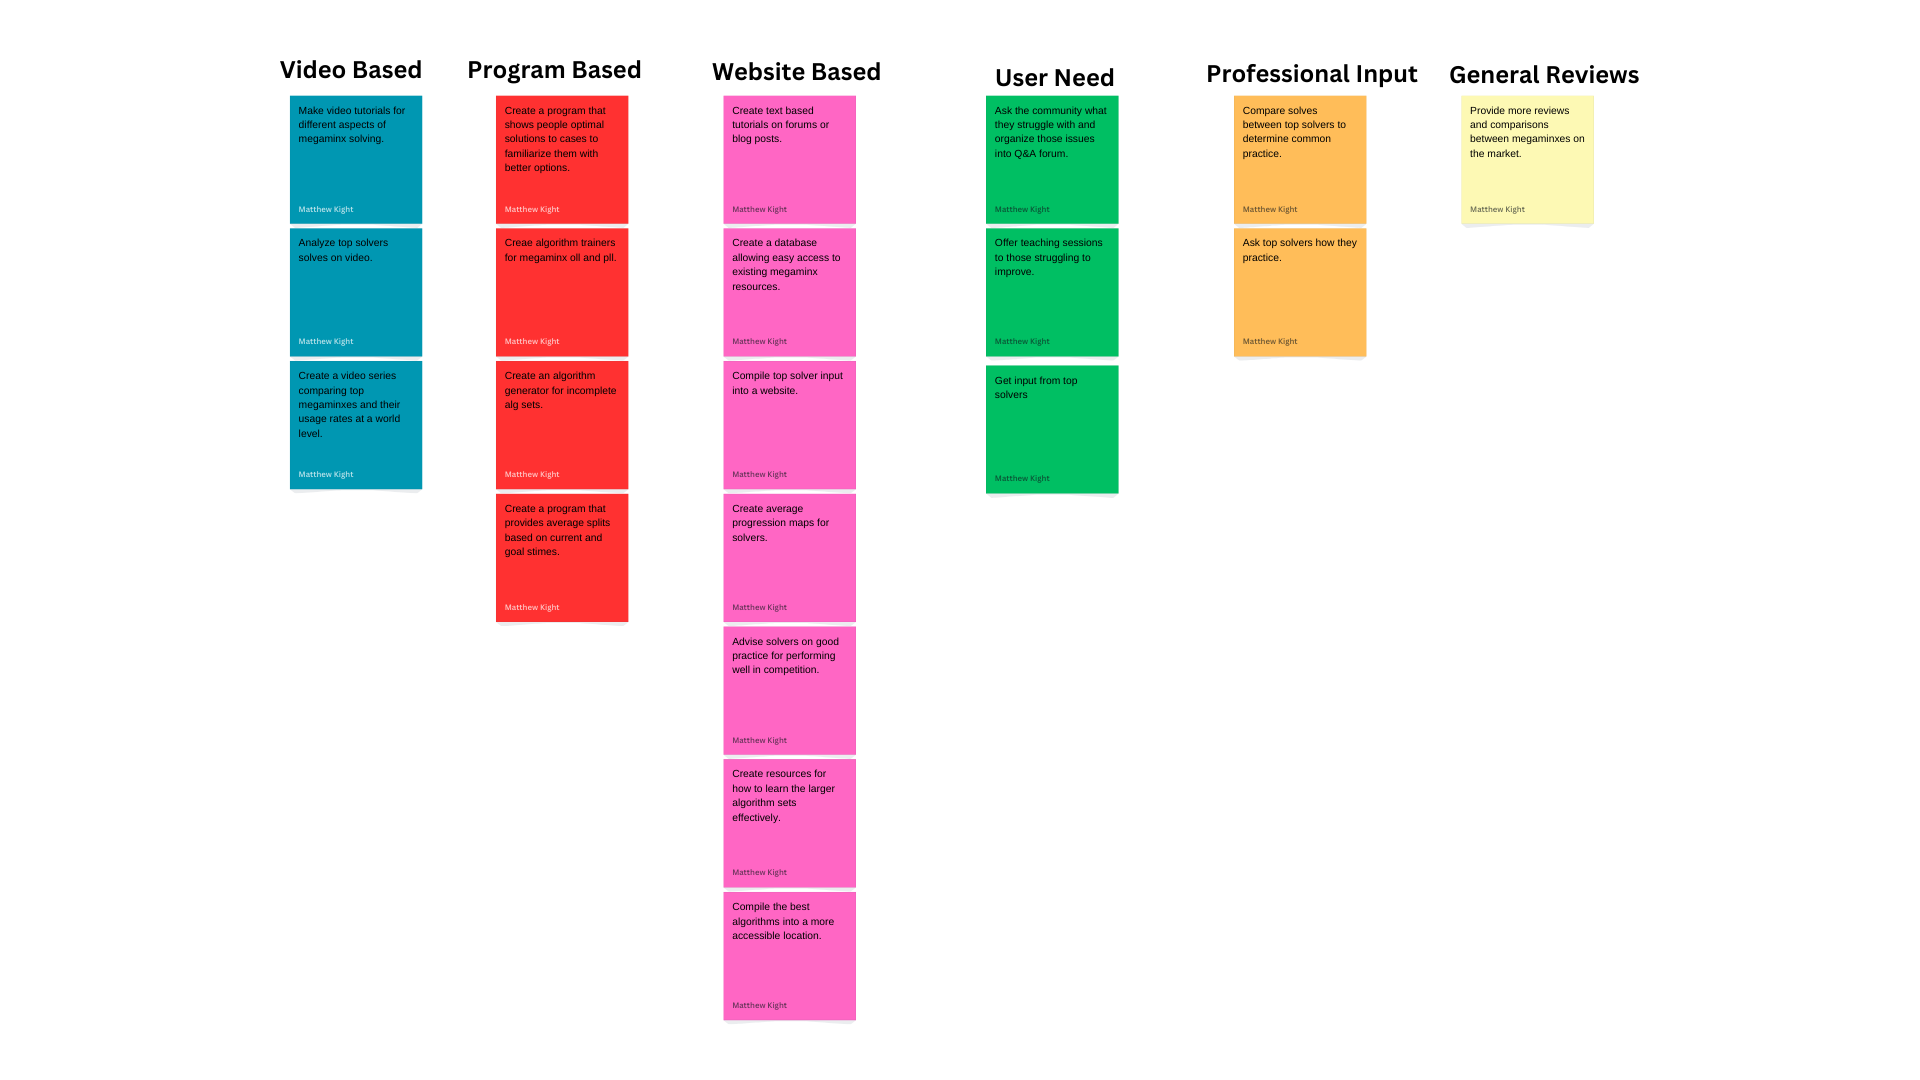 Video Based
Make video tutorials for
different aspects of
megaminx solving.
Matthew Kight
Analyze top solvers
solves on video.
Matthew Kight
Create a video series
comparing top
megaminxes and their
usage rates at a world
level.
Matthew Kight
Program Based
Create a program that
shows people optimal
solutions to cases to
familiarize them with
better options.
Matthew Kight
Creae algorithm trainers
for megaminx oll and pll.
Matthew Kight
Create an algorithm
generator for incomplete
alg sets.
Matthew Kight
Create a program that
provides average splits
based on current and
goal stimes.
Matthew Kight
Website Based
Create text based
tutorials on forums or
blog posts.
Matthew Kight
Create a database
allowing easy access to
existing megaminx
resources.
Matthew Kight
Compile top solver input
into a website.
Matthew Kight
Create average
progression maps for
solvers.
Matthew Kight
Advise solvers on good
practice for performing
well in competition.
Matthew Kight
Create resources for
how to learn the larger
algorithm sets
effectively.
Matthew Kight
Compile the best
algorithms into a more
accessible location.
Matthew Kight
User Need
Ask the community what
they struggle with and
organize those issues
into Q&A forum.
Matthew Kight
Offer teaching sessions
to those struggling to
improve.
Matthew Kight
Get input from top
solvers
Matthew Kight
Professional Input
Compare solves
between top solvers to
determine common
practice.
Matthew Kight
Ask top solvers how they
practice.
Matthew Kight
General Reviews
Provide more reviews
and comparisons
between megaminxes on
the market.
Matthew Kight